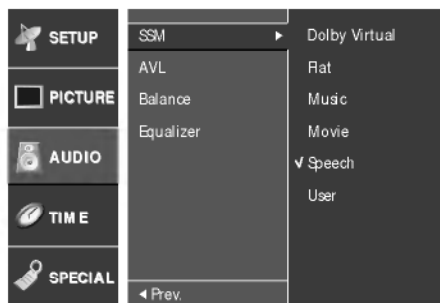 SETUP
PICTURE
AUDIO
TIME
SPECIAL
SSM ►
AVL
Balance
Equalizer
◄ Prev.
Dolby Virtual
Flat
Music
Movie
√ Speech
User